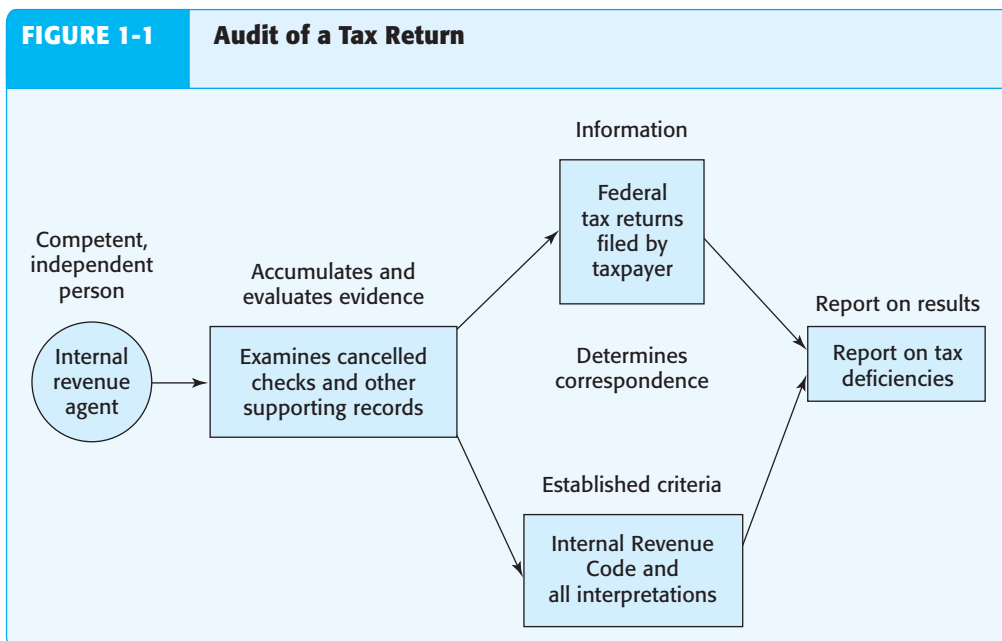 FIGURE 1-1
Audit of a Tax Return
Information
Federal
tax returns
filed by
taxpayer
Competent,
independent
person
Accumulates and
evaluates evidence
Report on results
Internal
revenue
agent
Examines cancelled
checks and other
supporting records
Determines
correspondence
Report on tax
deficiencies
Established criteria
Internal Revenue
Code and
all interpretations